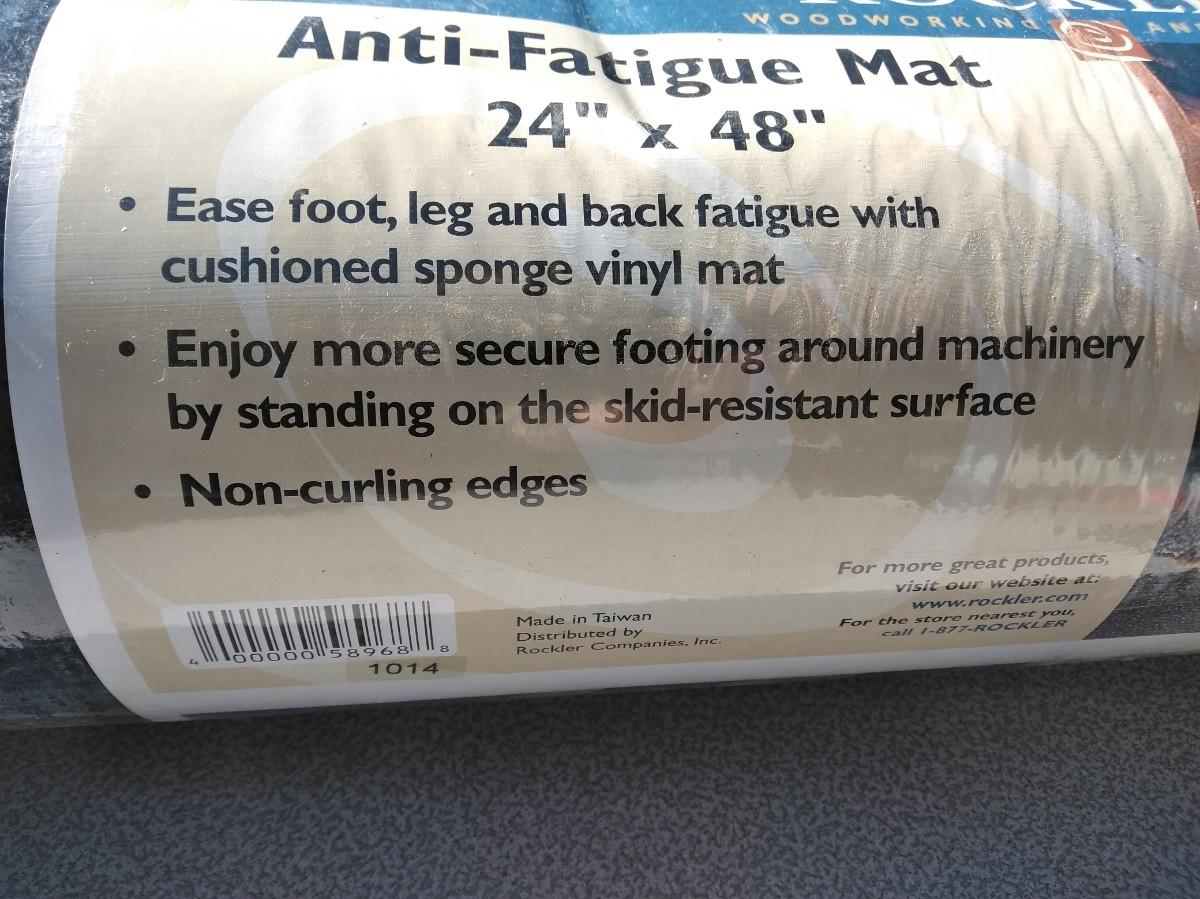 WOODWORKING AN
Anti-Fatigue Mat
24" x 48"
• Ease foot, leg and back fatigue with
cushioned sponge vinyl mat
• Enjoy more secure footing around machinery
by standing on the skid-resistant surface
• Non-curling edges
For more great products,
visit our website at:
www.rockler.com
For the store nearest you,
call 1-877-ROCKLER
Made in Taiwan
Distributed by
Rockler Companies, Inc.
4 00000 58968 8
1014